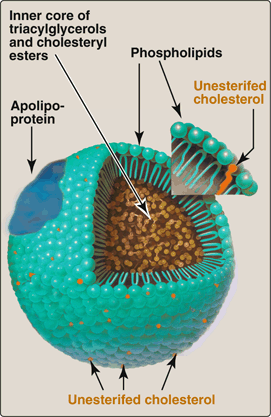 Inner core of
triacylglycerols
and cholesteryl
esters
Phospholipids
Unesterifed
cholesterol
Apolipo-
protein
Unesterifed cholesterol